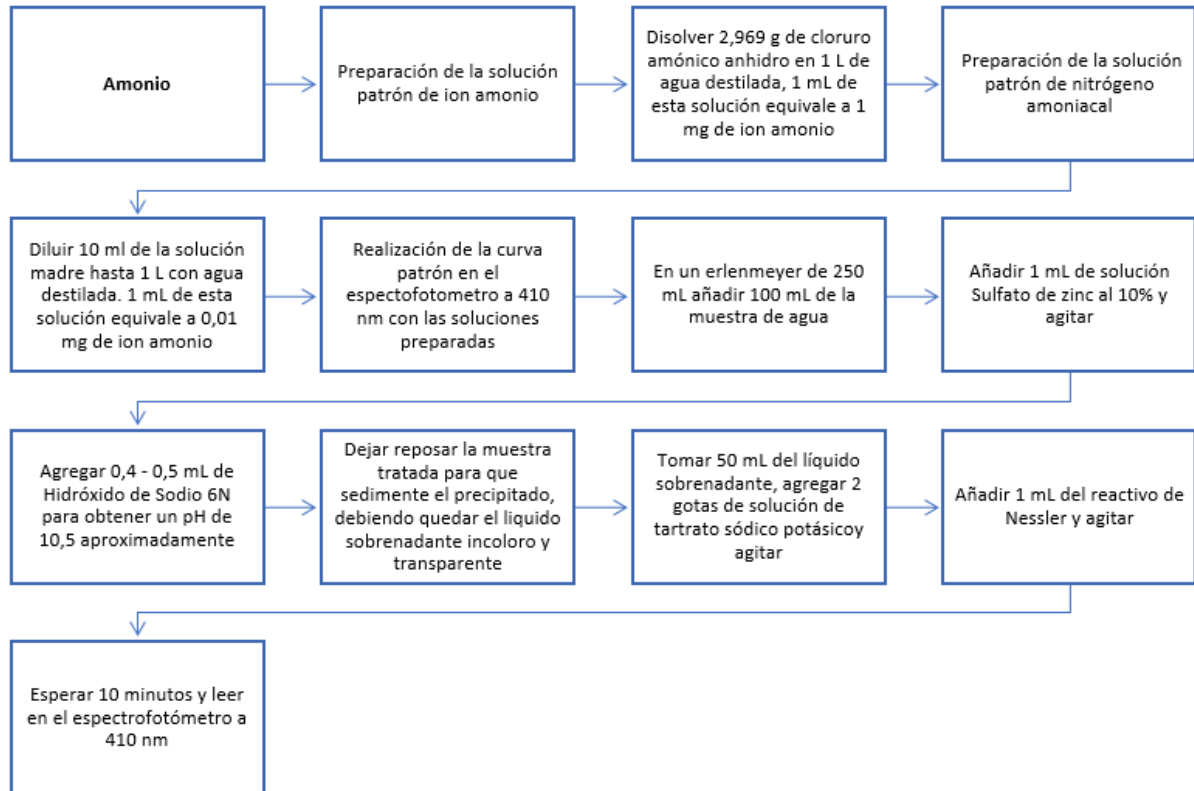 Amonio
Preparación de la solución
patrón de ion amonio
Disolver 2,969 g de cloruro
amónico anhidro en 1 L de
agua destilada, 1 mL de
esta solución equivale a 1
mg de ion amonio
Preparación de la solución
patrón de nitrógeno
amoniacal
Diluir 10 ml de la solución
madre hasta 1 L con agua
destilada. 1 mL de esta
solución equivale a 0,01
mg de ion amonio
Realización de la curva
patrón en el
espectofotometro a 410
nm con las soluciones
preparadas
En un erlenmeyer de 250
mL añadir 100 mL de la
muestra de agua
Añadir 1 mL de solución
Sulfato de zinc al 10% y
agitar
Agregar 0,4 - 0,5 mL de
Hidróxido de Sodio 6N
para obtener un pH de
10,5 aproximadamente
Dejar reposar la muestra
tratada para que
sedimente el precipitado,
debiendo quedar el liquido
sobrenadante incoloro y
transparente
Tomar 50 mL del líquido
sobrenadante, agregar 2
gotas de solución de
tartrato sódico potásicoy
agitar
Añadir 1 mL del reactivo de
Nessler y agitar
Esperar 10 minutos y leer
en el espectrofotómetro a
410 nm